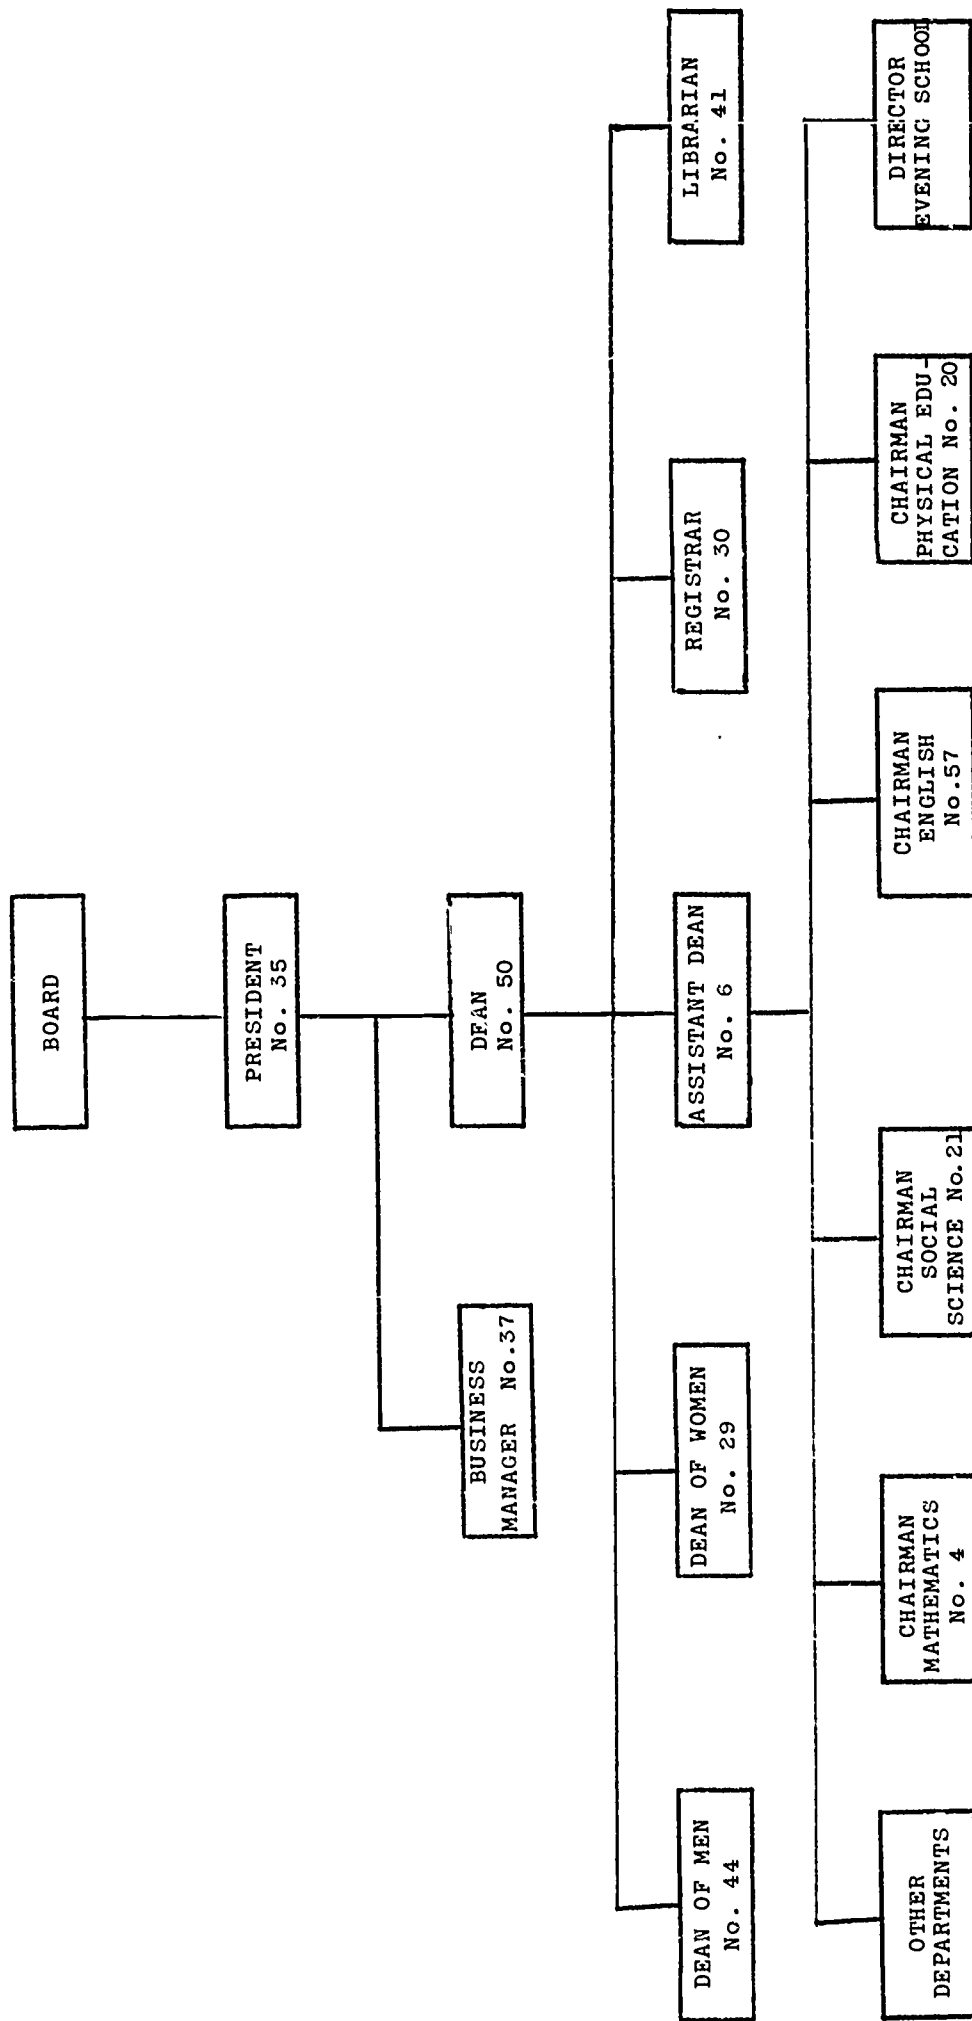 BOARD
PRESIDENT
No. 35
BUSINESS
MANAGER No.37
DEAN
No. 50
DEAN OF MEN
No. 44
DEAN OF WOMEN
No. 29
ASSISTANT DEAN
No. 6
REGISTRAR
No. 30
LIBRARIAN
No. 41
OTHER
DEPARTMENTS
CHAIRMAN
MATHEMATICS
No. 4
CHAIRMAN
SOCIAL
SCIENCE No.21
CHAIRMAN
ENGLISH
No.57
CHAIRMAN
PHYSICAL EDU-
CATION No. 20
DIRECTOR
EVENING SCHOOL